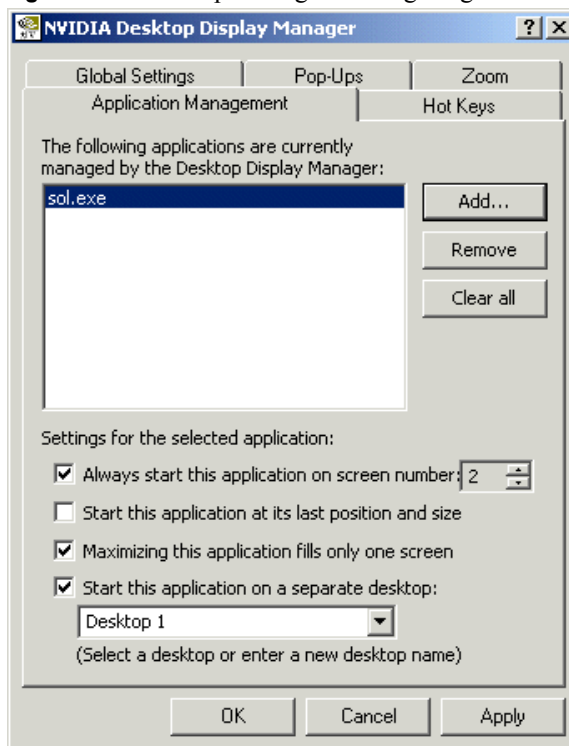 NVIDIA Desktop Display Manager
Global Settings
Pop-Ups
Zoom
Application Management
Hot Keys
The following applications are currently
managed by the Desktop Display Manager:
sol.exe
Add...
Remove
Clear all
Settings for the selected application:
Always start this application on screen number: 2
Start this application at its last position and size
Maximizing this application fills only one screen
Start this application on a separate desktop:
Desktop 1
(Select a desktop or enter a new desktop name)
OK
Cancel
Apply